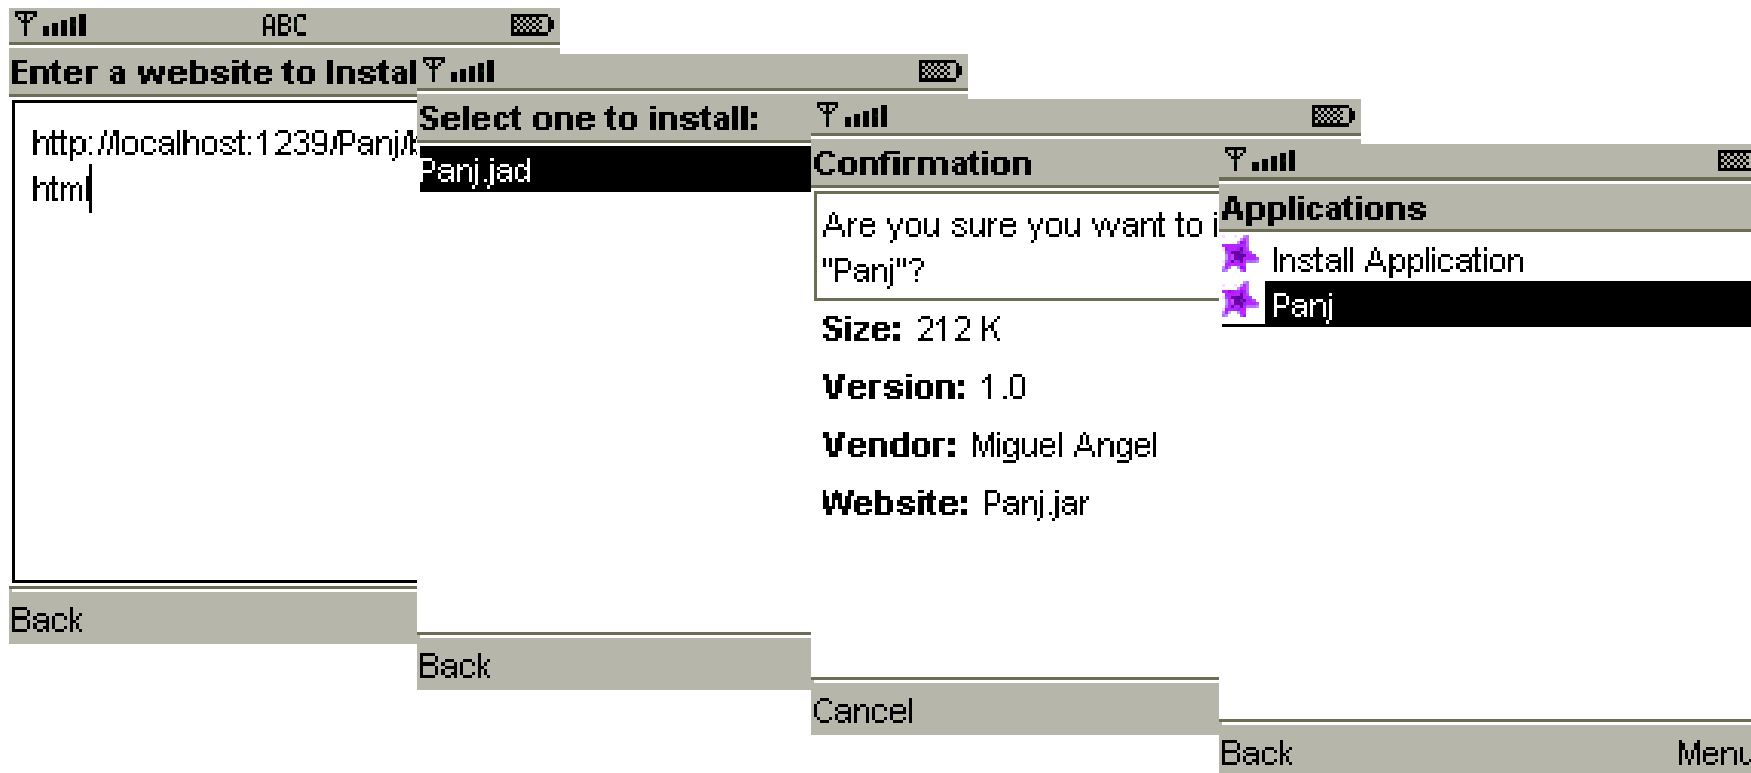 ABC
Enter a website to Instal
http://localhost:1239/Panj/
html
Back
Select one to install:
Panj.jad
Back
Confirmation
Are you sure you want to i
"Panj"?
Size: 212 K
Version: 1.0
Vendor: Miguel Angel
Website: Panj.jar
Cancel
Applications
Install Application
Panj
Back Menu